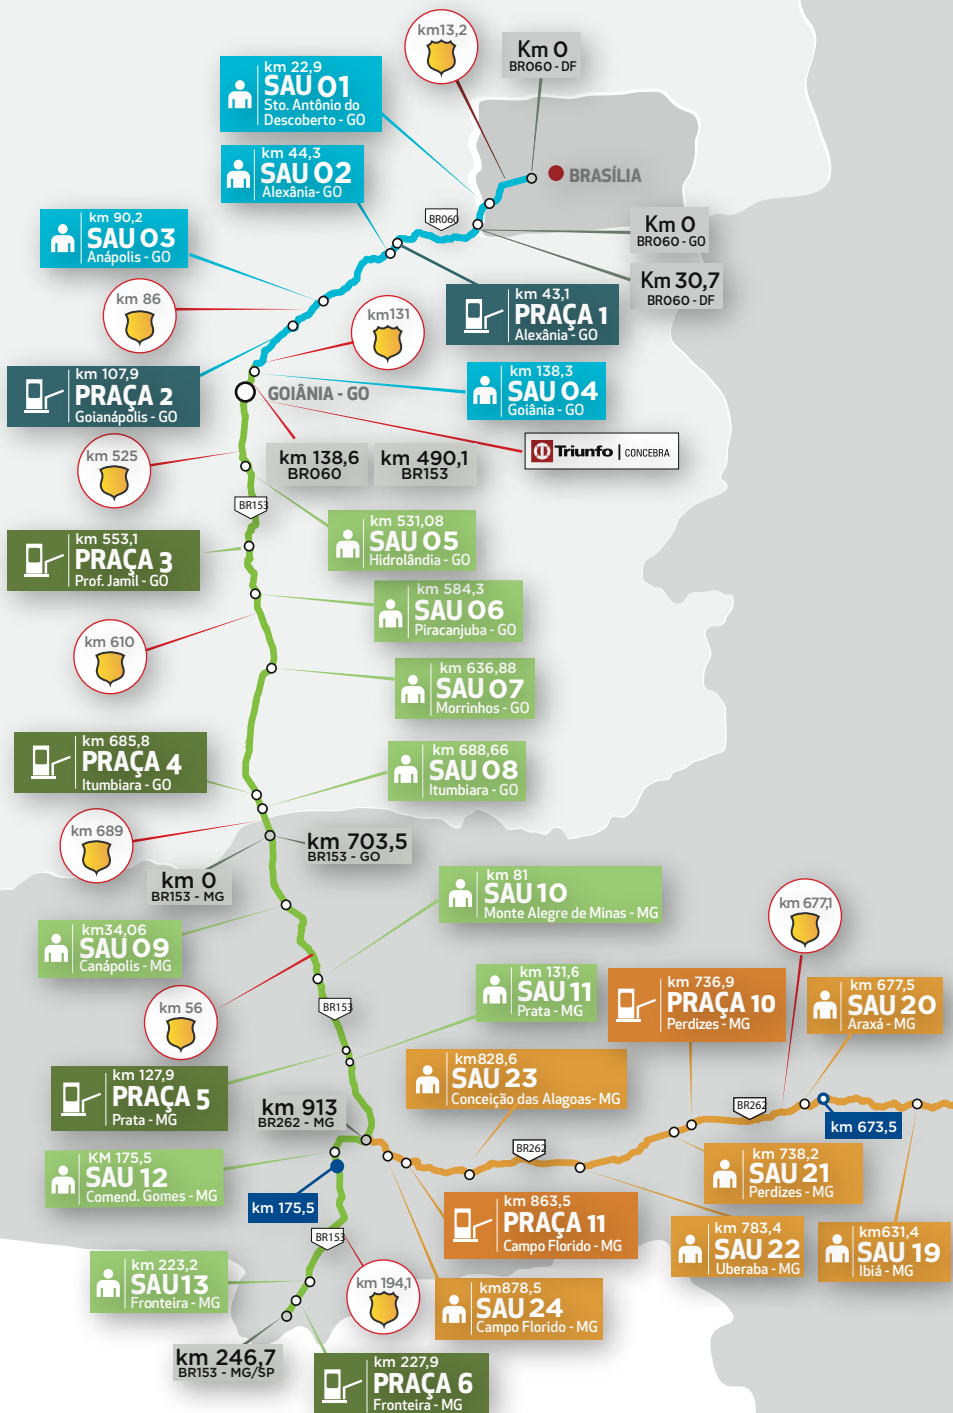 km13,2
Km 0
BR060 - DF
km 22,9
SAU 01
Sto. Antônio do
Descoberto - GO
km 44,3
SAU 02
Alexânia- GO
BRASÍLIA
km 90,2
SAU 03
Anápolis - GO
BR060
Km 0
BR060 - GO
Km 30,7
BR060 - DF
km 86
km131
km 43,1
PRAÇA 1
Alexânia - GO
km 107,9
PRAÇA 2
Goianápolis - GO
GOIÂNIA - GO
km 138,3
SAU 04
Goiânia - GO
km 525
km 138,6
BR060
km 490,1
BR153
Triunfo | CONCEBRA
BR153
km 531,08
SAU 05
Hidrolândia - GO
km 553,1
PRAÇA 3
Prof. Jamil - GO
km 584,3
SAU 06
Piracanjuba - GO
km 610
km 636,88
SAU 07
Morrinhos - GO
km 685,8
PRAÇA 4
Itumbiara - GO
km 688,66
SAU 08
Itumbiara - GO
km 689
km 703,5
BR153 - GO
km 0
BR153 - MG
km 81
SAU 10
Monte Alegre de Minas - MG
km 677,1
km34,06
SAU 09
Canápolis - MG
km 131,6
SAU 11
Prata - MG
km 736,9
PRAÇA 10
Perdizes - MG
km 677,5
SAU 20
Araxá - MG
km 56
BR153
km 127,9
PRAÇA 5
Prata - MG
km828,6
SAU 23
Conceição das Alagoas- MG
km 913
BR262 - MG
BR262
km 673,5
BR262
KM 175,5
SAU 12
Comend. Gomes - MG
km 738,2
SAU 21
Perdizes - MG
km 175,5
km 863,5
PRAÇA 11
Campo Florido - MG
km 783,4
SAU 22
Uberaba - MG
km631,4
SAU 19
Ibiá - MG
BR153
km 223,2
SAU13
Fronteira - MG
km 194,1
km878,5
SAU 24
Campo Florido - MG
km 246,7
BR153 - MG/SP
km 227,9
PRAÇA 6
Fronteira - MG